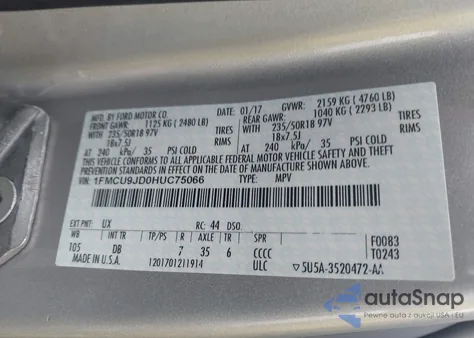 MFD. BY FORD MOTOR CO.
DATE: 01/17 GVWR: 2159 KG ( 4760 LB)
FRONT GAWR: 1125 KG ( 2480 LB) REAR GAWR: 1040 KG ( 2293 LB)
WITH TIRES WITH TIRES
235/50R18 97V 235/50R18 97V
18x7.5J RIMS 18x7.5J RIMS
AT 240 kPa/ 35 PSI COLD AT 240 kPa/ 35 PSI COLD
THIS VEHICLE CONFORMS TO ALL APPLICABLE FEDERAL MOTOR VEHICLE SAFETY, BUMPER, AND THEFT PREVENTION STANDARDS IN EFFECT ON THE DATE OF MANUFACTURE SHOWN ABOVE.
VIN: 1FMCU9JD0HUC75066
TYPE: MPV
EXT PNT: UX RC: 44 DSO:
WB BRK INT TR TP/PS R AXLE TR SPR
105 DB 7 35 6 CCCC
F0083
T0243
MADE IN U.S.A. 1201701211914 ULC 5U5A-3520472-AA
autoSnap
Pewne auto z aukcji USA i EU